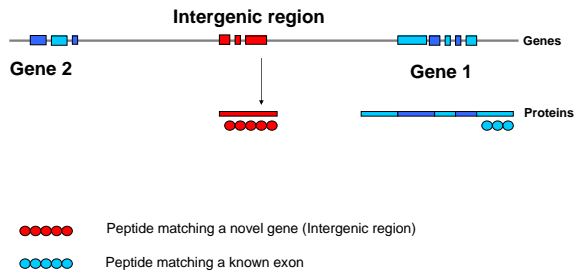 Intergenic region
Genes
Gene 2
Gene 1
Proteins
Peptide matching a novel gene (Intergenic region)
Peptide matching a known exon